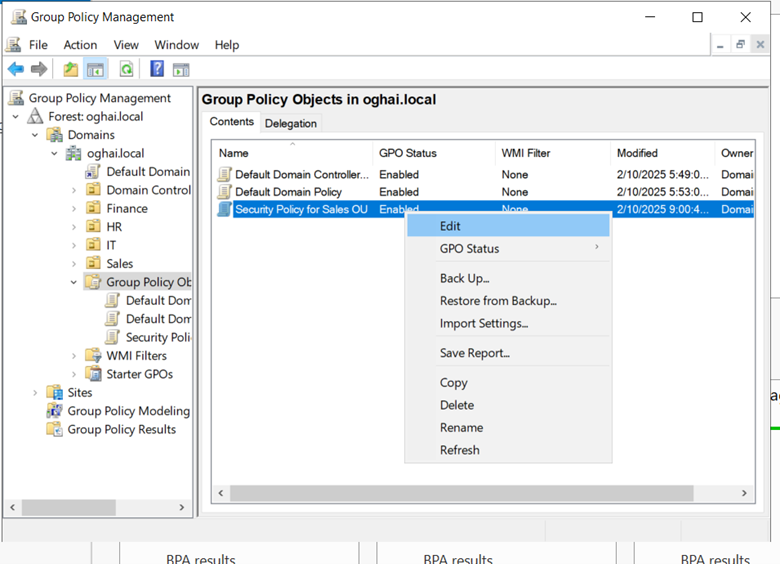 Group Policy Management
File Action View Window Help
Group Policy Management
Forest: oghai.local
Domains
oghai.local
Default Domain
Domain Control
Finance
HR
IT
Sales
Group Policy Ob
Default Dom
Default Dom
Security Poli
WMI Filters
Starter GPOs
Sites
Group Policy Modeling
Group Policy Results
Group Policy Objects in oghai.local
Contents Delegation
Name GPO Status WMI Filter Modified Owner
Default Domain Controller... Enabled None 2/10/2025 5:49:0... Domai
Default Domain Policy Enabled None 2/10/2025 5:53:0... Domai
Security Policy for Sales OU Enabled None 2/10/2025 9:00:4... Domai
Edit
GPO Status
Back Up...
Restore from Backup...
Import Settings...
Save Report...
Copy
Delete
Rename
Refresh
BPA results BPA results BPA results